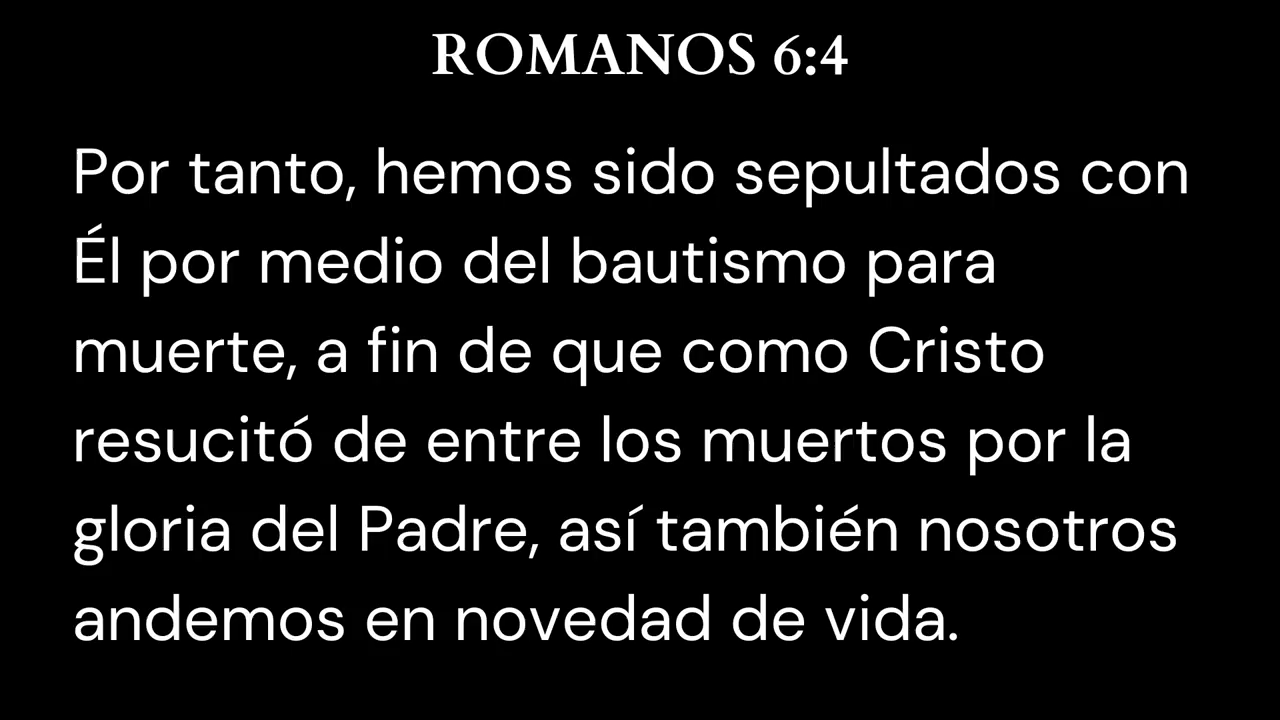 ROMANOS 6:4
Por tanto, hemos sido sepultados con
Él por medio del bautismo para
muerte, a fin de que como Cristo
resucitó de entre los muertos por la
gloria del Padre, así también nosotros
andemos en novedad de vida.